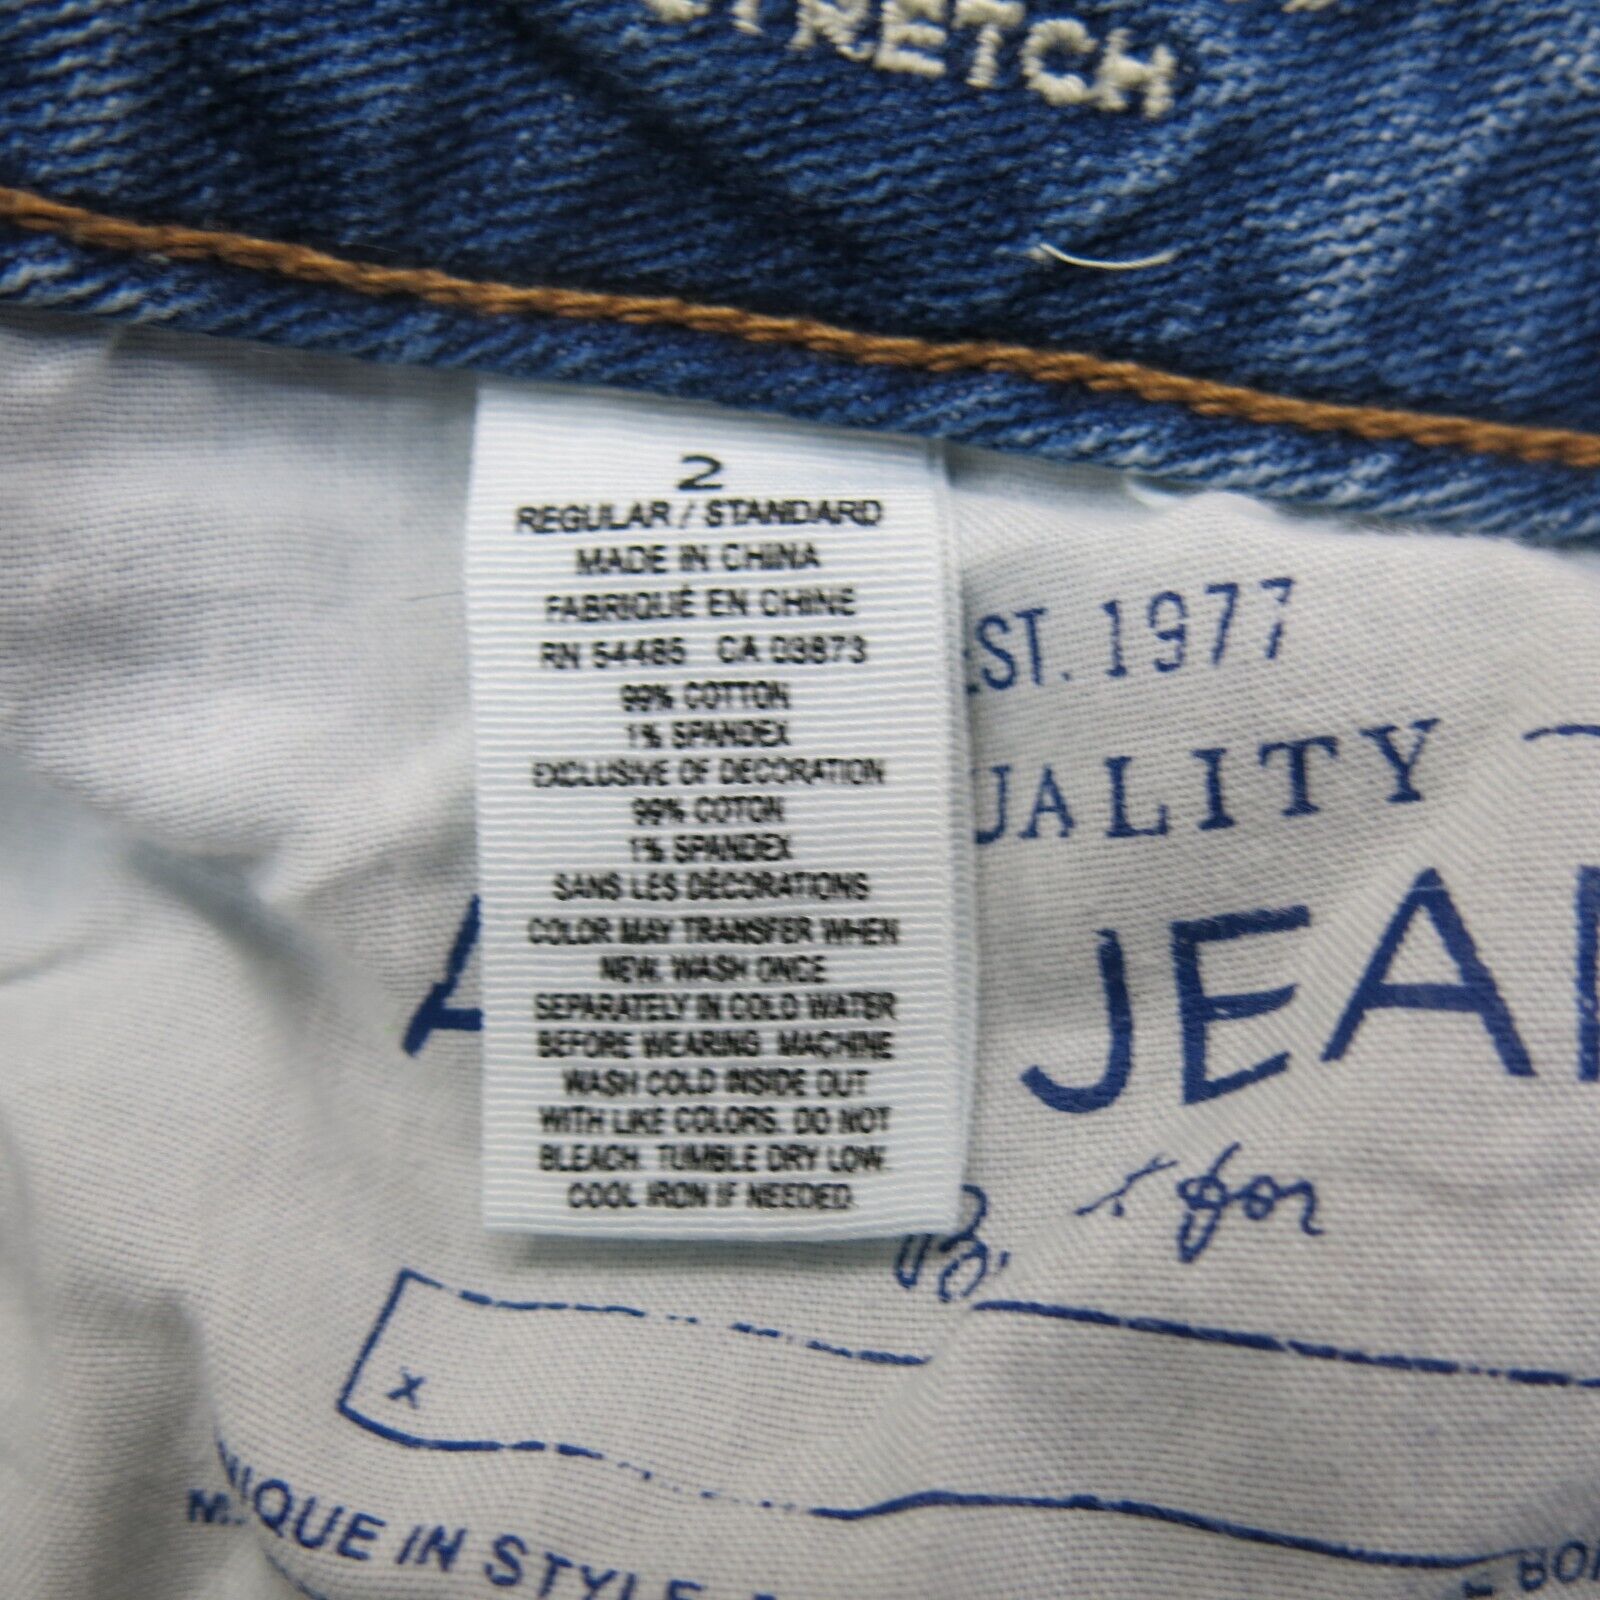 STRETCH
2
REGULAR / STANDARD
MADE IN CHINA
FABRIQUÉ EN CHINE
RN 54485 CA 03873
99% COTTON
1% SPANDEX
EXCLUSIVE OF DECORATION
99% COTON
1% SPANDEX
SANS LES DÉCORATIONS
COLOR MAY TRANSFER WHEN
NEW. WASH ONCE
SEPARATELY IN COLD WATER
BEFORE WEARING. MACHINE
WASH COLD INSIDE OUT
WITH LIKE COLORS. DO NOT
BLEACH. TUMBLE DRY LOW.
COOL IRON IF NEEDED.
ST. 1977
UALITY
A JEA
for
x
NIQUE IN STYLE